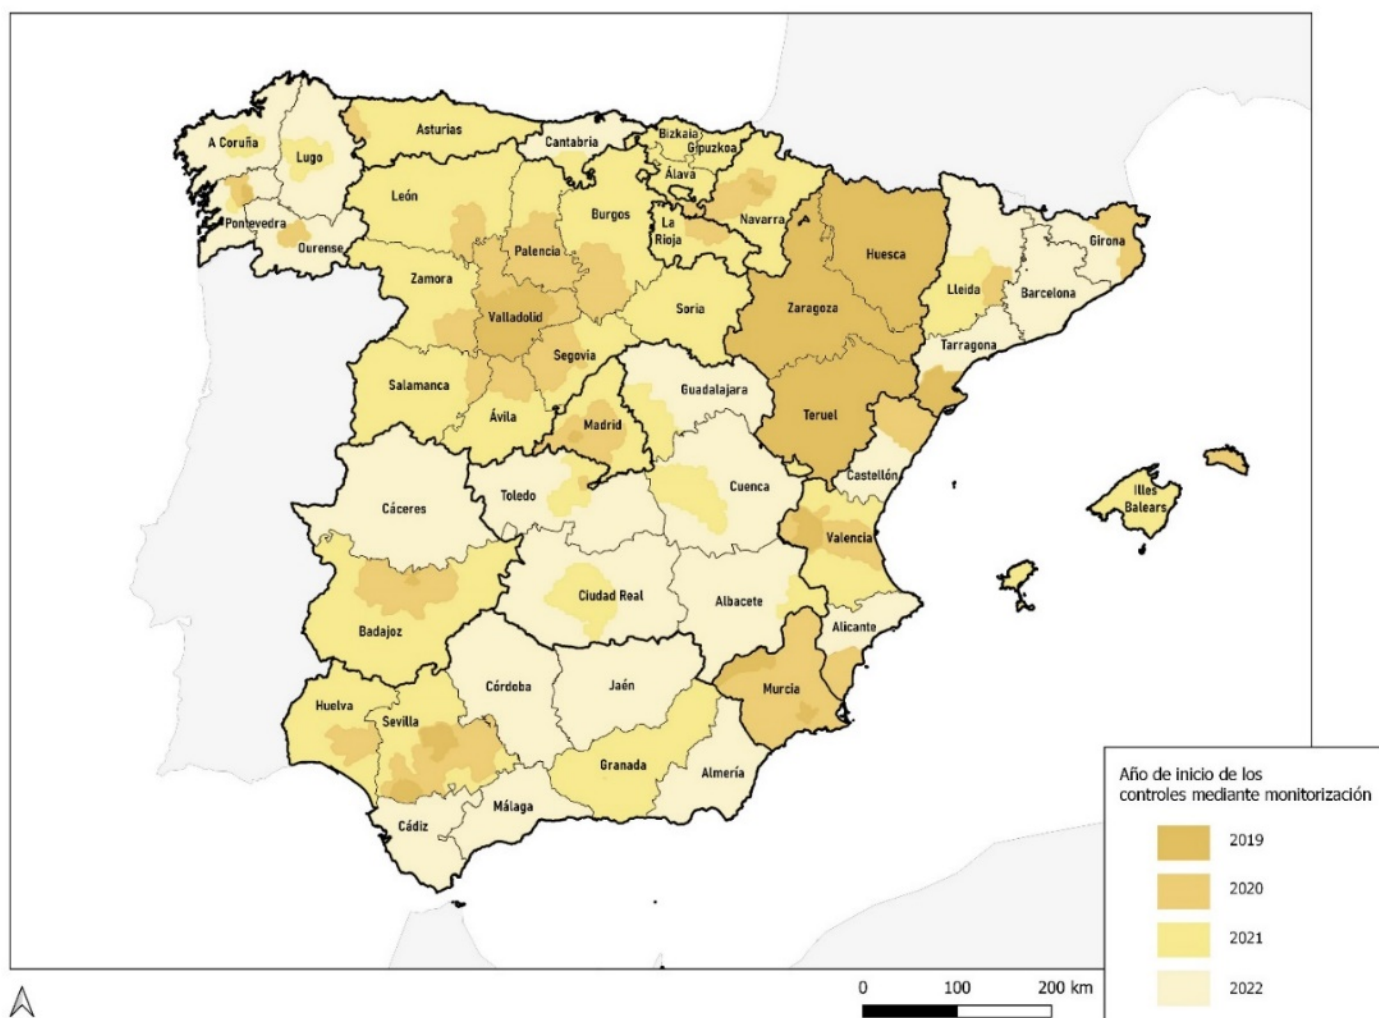 Asturias
Cantabria
Bizkaia
Gipuzkoa
A Coruña
Lugo
Álava
León
Burgos
Navarra
La
Rioja
Pontevedra
Ourense
Palencia
Huesca
Girona
Zamora
Lleida
Barcelona
Soria
Zaragoza
Valladolid
Tarragona
Segovia
Salamanca
Guadalajara
Ávila
Madrid
Teruel
Castellón
Cuenca
Toledo
Illes
Balears
Cáceres
Valencia
Ciudad Real
Albacete
Badajoz
Alicante
Córdoba
Jaén
Murcia
Huelva
Sevilla
Granada
Almería
Málaga
Cádiz
Año de inicio de los
controles mediante monitorización
2019
2020
2021
2022
0 100 200 km